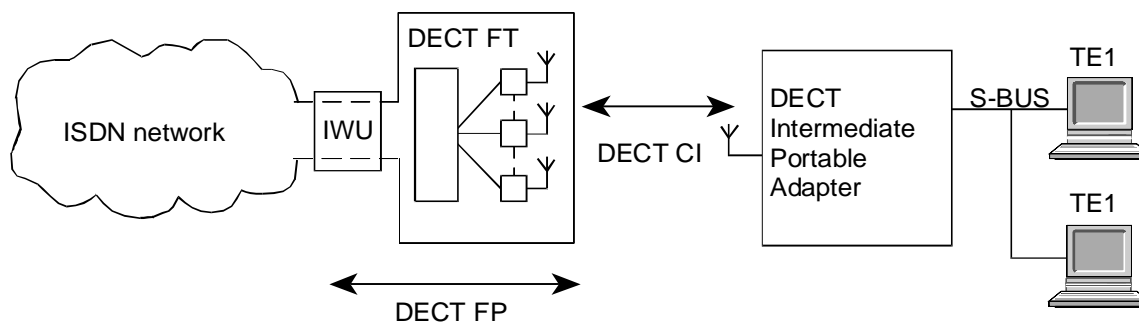 DECT FT
ISDN network
IWU
DECT CI
DECT FP
DECT
Intermediate
Portable
Adapter
S-BUS
TE1
TE1